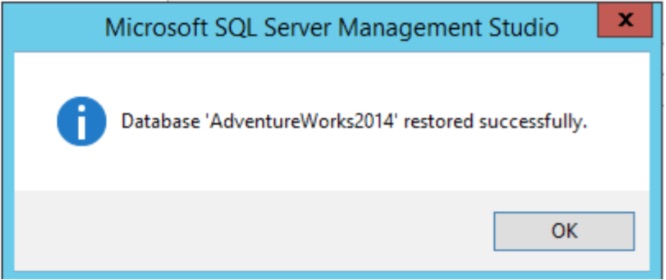 Microsoft SQL Server Management Studio
x
Database 'AdventureWorks2014' restored successfully.
OK